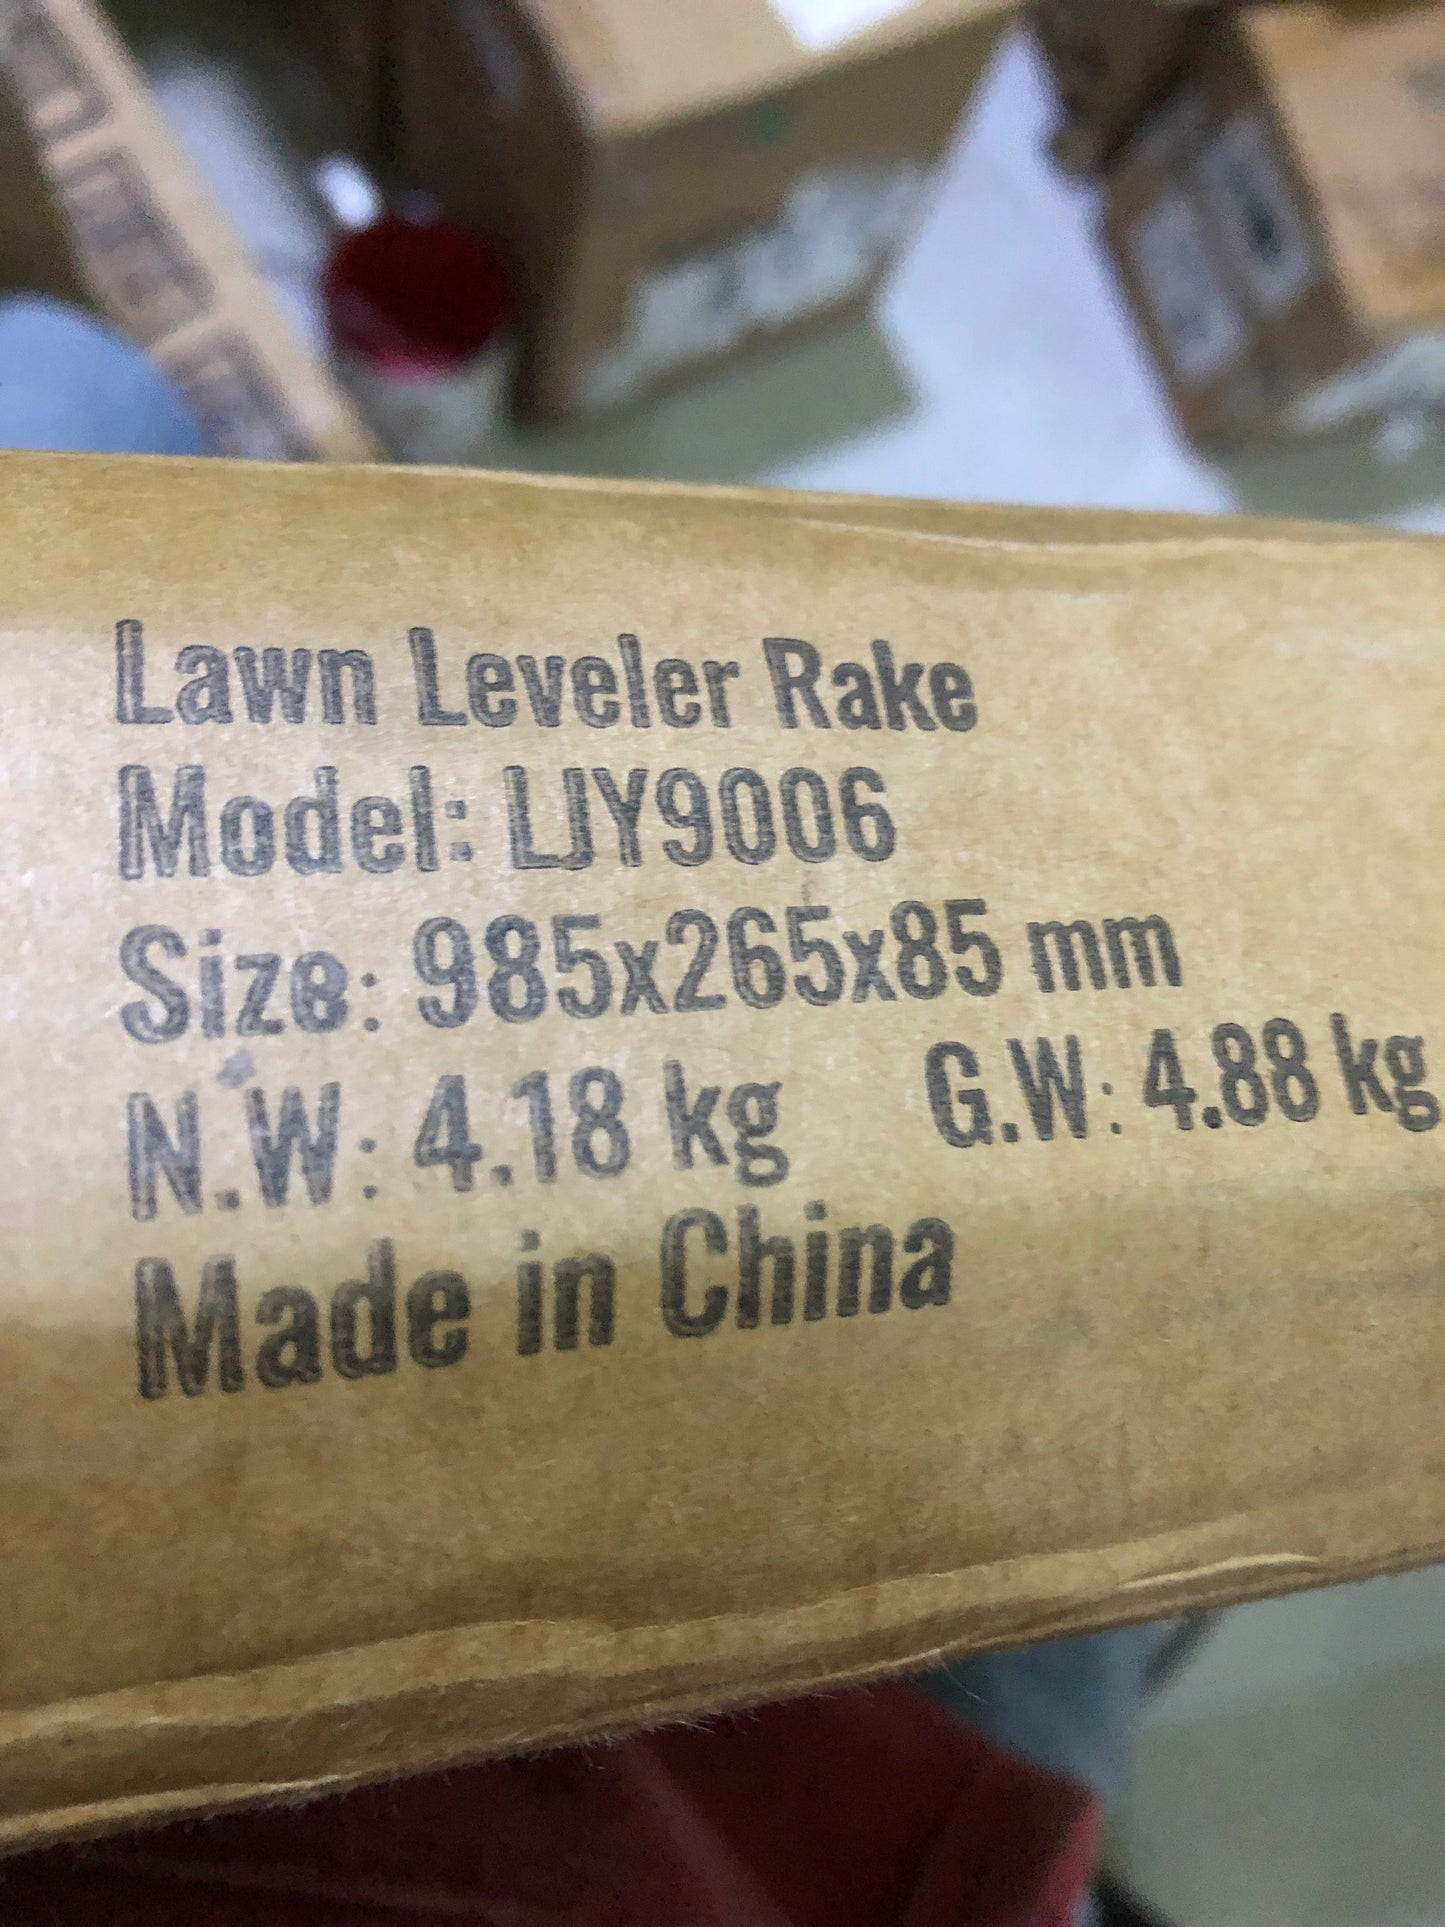 Lawn Leveler Rake
Model: LJY9006
Size: 985x265x85 mm
N.W: 4.18 kg G.W: 4.88 kg
Made in China